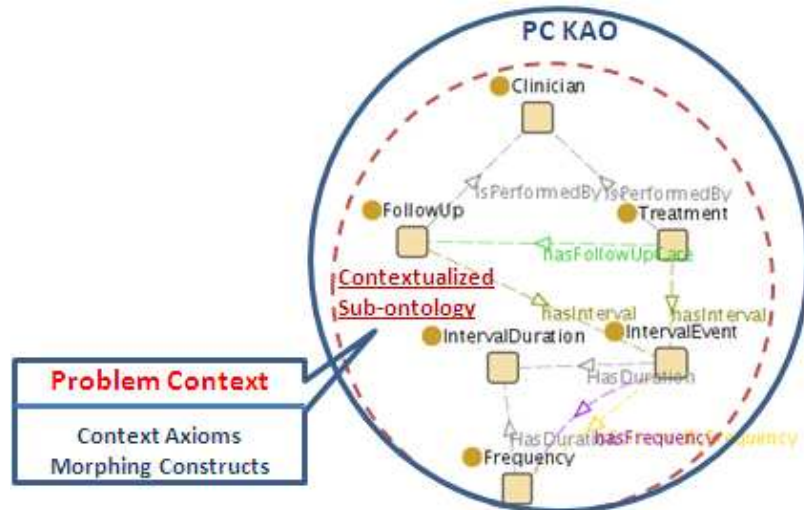 PC KAO
Clinician
isPerformedBy
isPerformedBy
FollowUp
Treatment
hasFollowUpCare
Contextualized
Sub-ontology
hasInterval
hasInterval
IntervalDuration
IntervalEvent
HasDuration
Problem Context
Context Axioms
Morphing Constructs
HasDuration
hasFrequency
Frequency